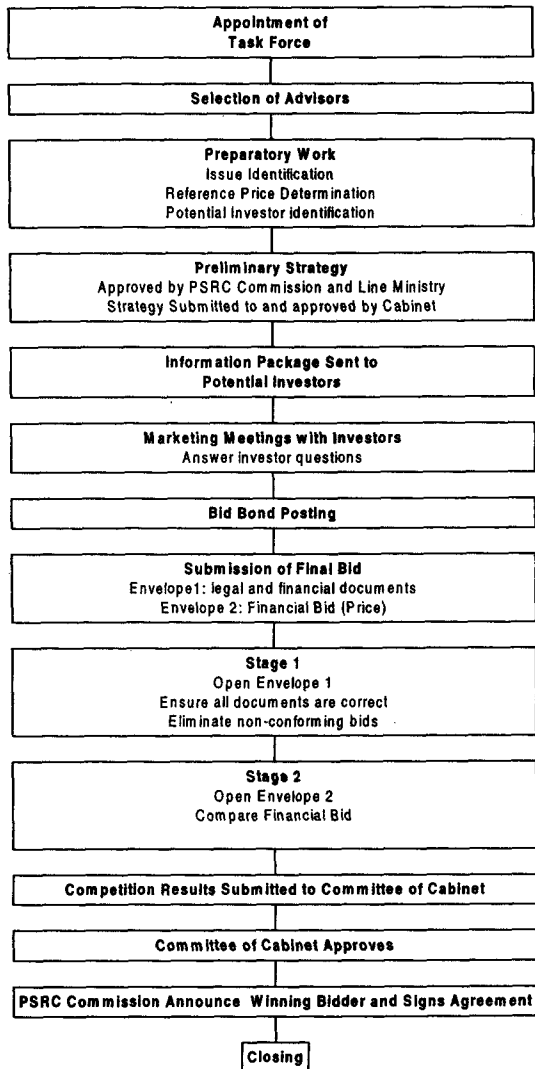 Appointment of
Task Force
Selection of Advisors
Preparatory Work
Issue Identification
Reference Price Determination
Potential Investor identification
Preliminary Strategy
Approved by PSRC Commission and Line Ministry
Strategy Submitted to and approved by Cabinet
Information Package Sent to
Potential Investors
Marketing Meetings with Investors
Answer investor questions
Bid Bond Posting
Submission of Final Bid
Envelope1: legal and financial documents
Envelope 2: Financial Bid (Price)
Stage 1
Open Envelope 1
Ensure all documents are correct
Eliminate non-conforming bids
Stage 2
Open Envelope 2
Compare Financial Bid
Competition Results Submitted to Committee of Cabinet
Committee of Cabinet Approves
PSRC Commission Announce Winning Bidder and Signs Agreement
Closing